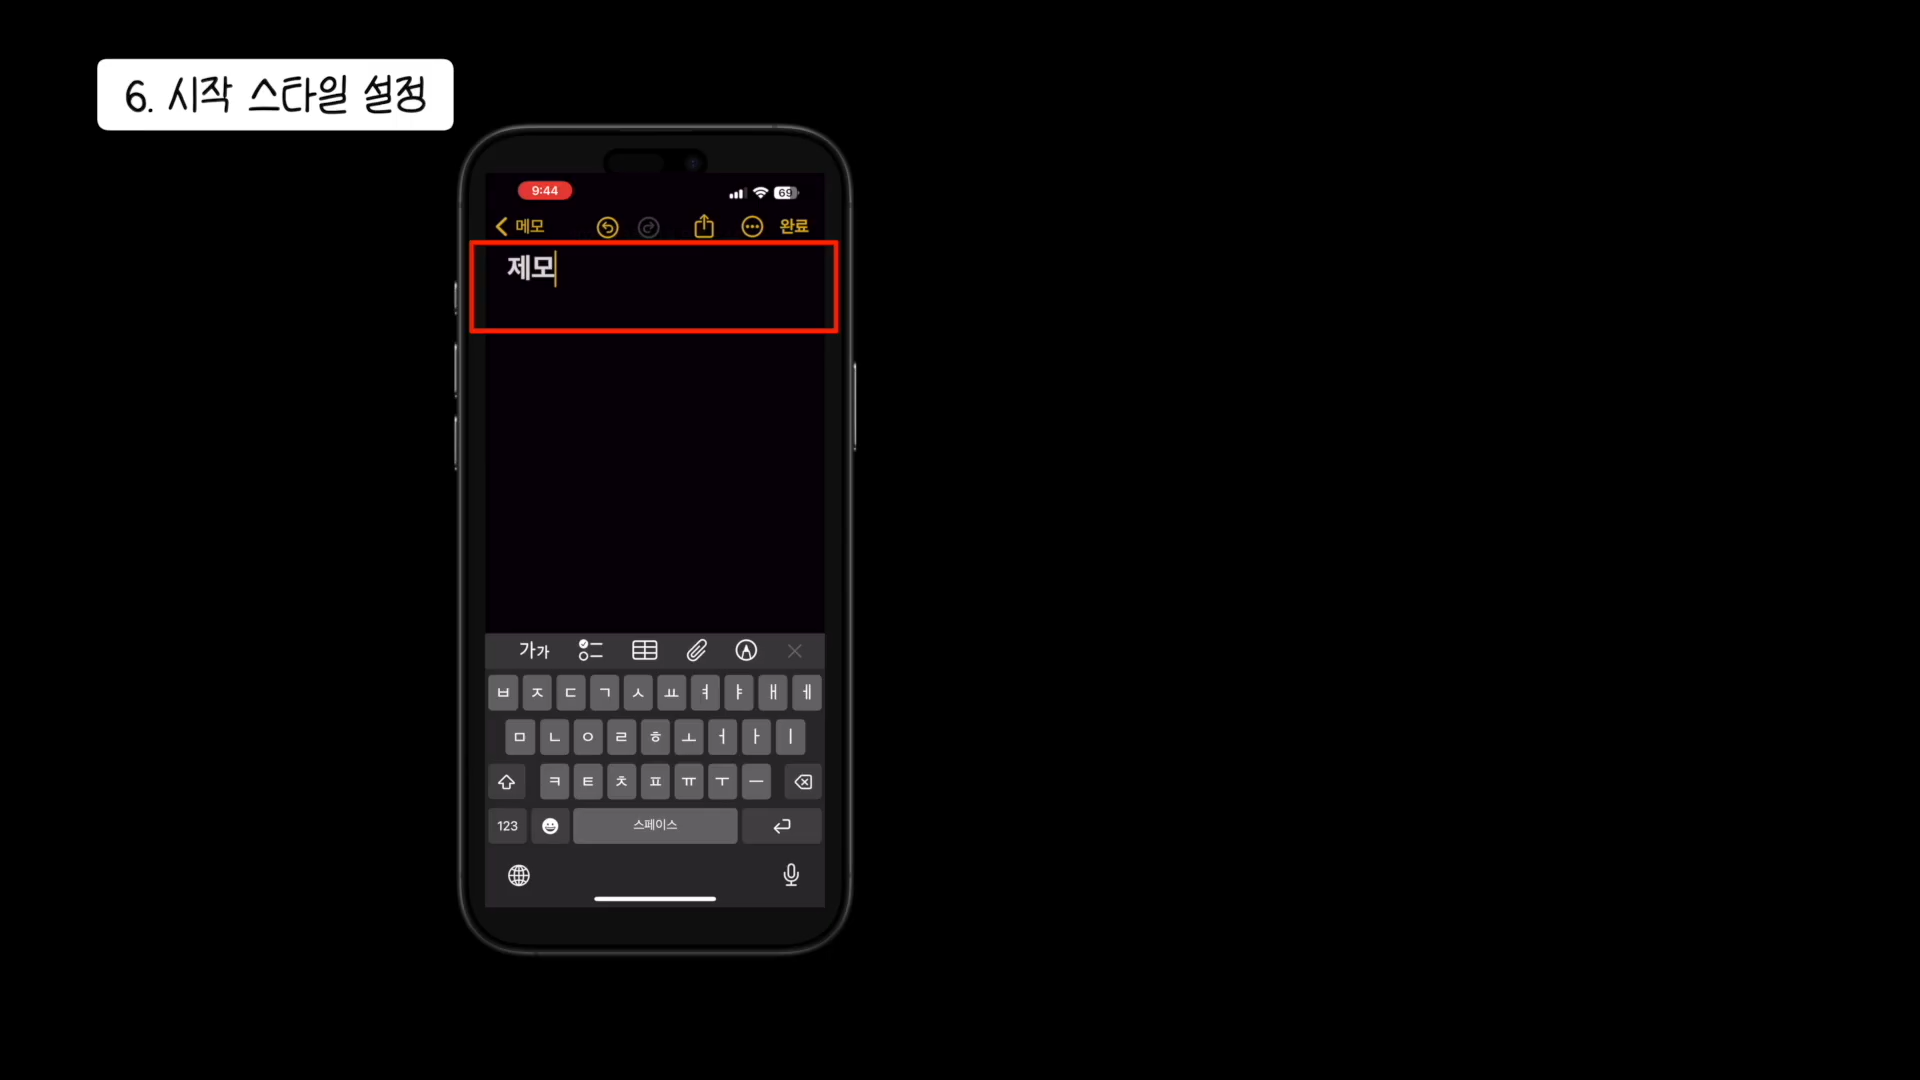 6. 시작 스타일 설정
9:44
69
메모
완료
제모
가가
ㅂ ㅈ ㄷ ㄱ ㅅ ㅛ ㅕ ㅑ ㅐ ㅔ
ㅁ ㄴ ㅇ ㄹ ㅎ ㅗ ㅓ ㅏ ㅣ
ㅋ ㅌ ㅊ ㅍ ㅠ ㅜ ㅡ
123
스페이스